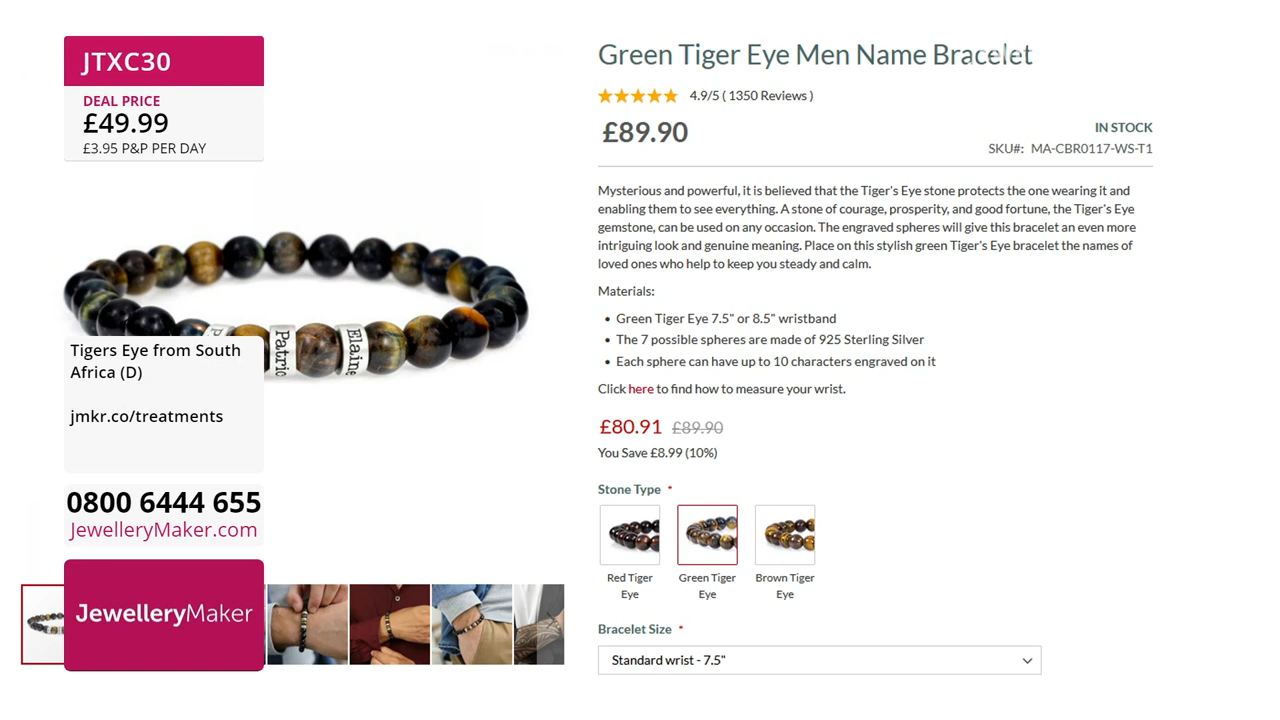 JTXC30
DEAL PRICE
£49.99
£3.95 P&P PER DAY
Patric
Elaine
Tigers Eye from South
Africa (D)
jmkr.co/treatments
0800 6444 655
JewelleryMaker.com
JewelleryMaker
Green Tiger Eye Men Name Bracelet
4.9/5 ( 1350 Reviews )
£89.90
IN STOCK
SKU#: MA-CBR0117-WS-T1
Mysterious and powerful, it is believed that the Tiger's Eye stone protects the one wearing it and
enabling them to see everything. A stone of courage, prosperity, and good fortune, the Tiger's Eye
gemstone, can be used on any occasion. The engraved spheres will give this bracelet an even more
intriguing look and genuine meaning. Place on this stylish green Tiger's Eye bracelet the names of
loved ones who help to keep you steady and calm.
Materials:
• Green Tiger Eye 7.5" or 8.5" wristband
• The 7 possible spheres are made of 925 Sterling Silver
• Each sphere can have up to 10 characters engraved on it
Click here to find how to measure your wrist.
£80.91 £89.90
You Save £8.99 (10%)
Stone Type *
Red Tiger
Eye
Green Tiger
Eye
Brown Tiger
Eye
Bracelet Size *
Standard wrist - 7.5"